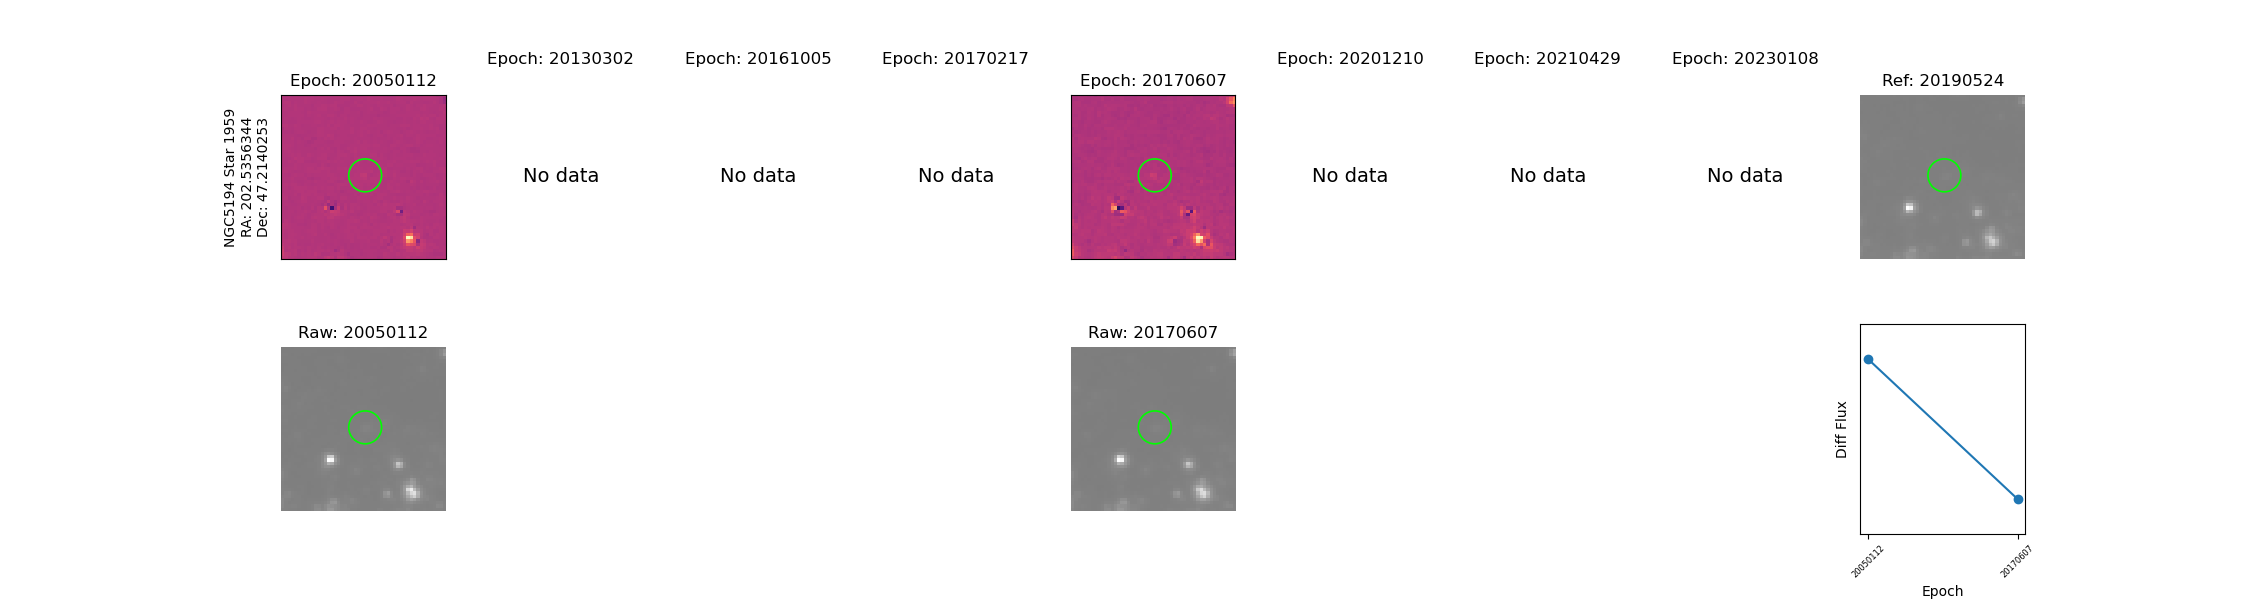 Epoch: 20050112
Epoch: 20130302
Epoch: 20161005
Epoch: 20170217
Epoch: 20170607
Epoch: 20201210
Epoch: 20210429
Epoch: 20230108
Ref: 20190524
NGC5194 Star 1959
RA: 202.5356344
Dec: 47.2140253
No data
No data
No data
No data
No data
No data
Raw: 20050112
Raw: 20170607
Diff Flux
20050112
20170607
Epoch